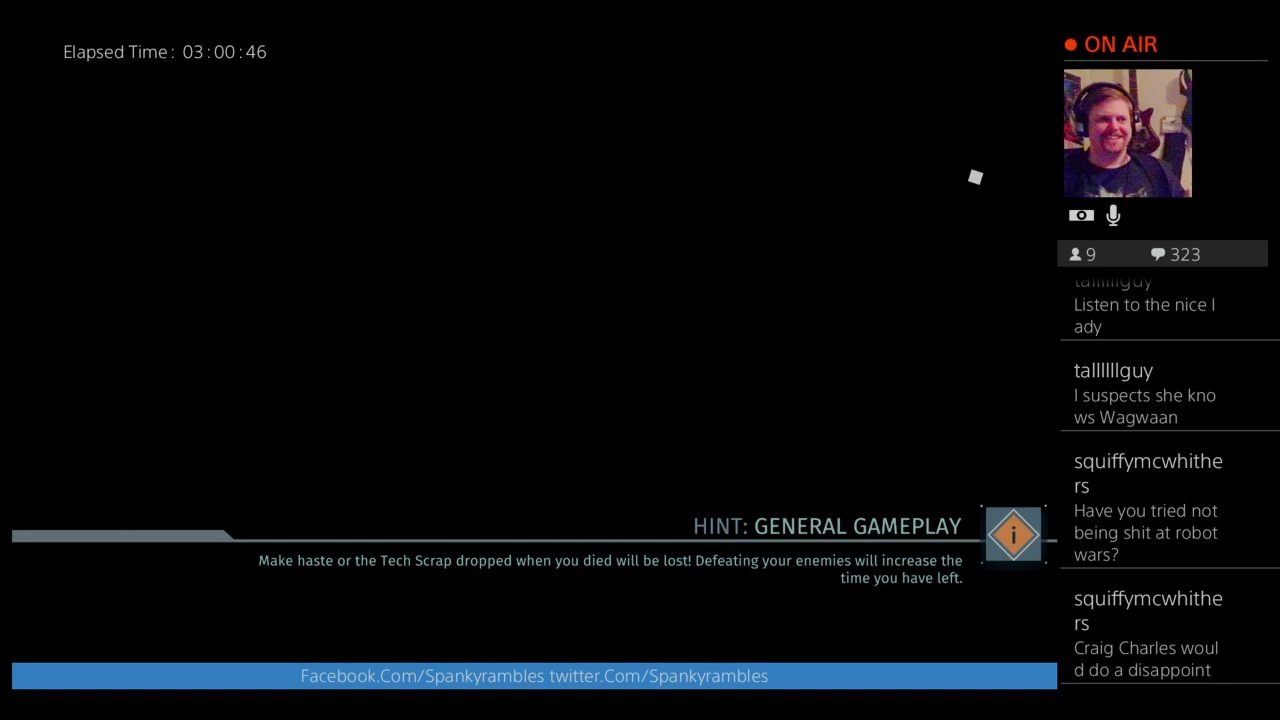 Elapsed Time: 03:00:46
ON AIR
9 323
talllllguy
Listen to the nice l
ady
talllllguy
I suspects she kno
ws Wagwaan
squiffymcwhithe
rs
Have you tried not
being shit at robot
wars?
squiffymcwhithe
rs
Craig Charles woul
d do a disappoint
HINT: GENERAL GAMEPLAY
i
Make haste or the Tech Scrap dropped when you died will be lost! Defeating your enemies will increase the
time you have left.
Facebook.Com/Spankyrambles twitter.Com/Spankyrambles